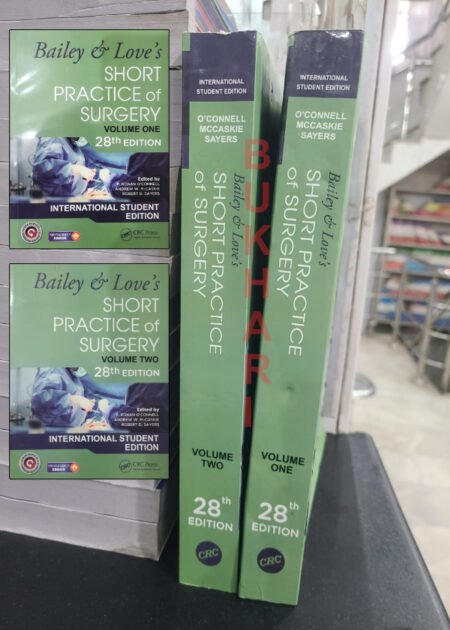 Bailey & Love's
SHORT
PRACTICE of
SURGERY
VOLUME ONE
28th EDITION
Edited by
P. RONAN O'CONNELL
ANDREW W. McCASKIE
ROBERT D. SAYERS
INTERNATIONAL STUDENT
EDITION
CRC Press
Bailey & Love's
SHORT
PRACTICE of
SURGERY
VOLUME TWO
28th EDITION
Edited by
P. RONAN O'CONNELL
ANDREW W. McCASKIE
ROBERT D. SAYERS
INTERNATIONAL STUDENT
EDITION
CRC Press
INTERNATIONAL
STUDENT EDITION
O'CONNELL
MCCASKIE
SAYERS
Bailey & Love's
SHORT PRACTICE
of SURGERY
VOLUME
TWO
28th
EDITION
CRC
INTERNATIONAL
STUDENT EDITION
O'CONNELL
MCCASKIE
SAYERS
Bailey & Love's
SHORT PRACTICE
of SURGERY
VOLUME
ONE
28th
EDITION
CRC
BUKHARI